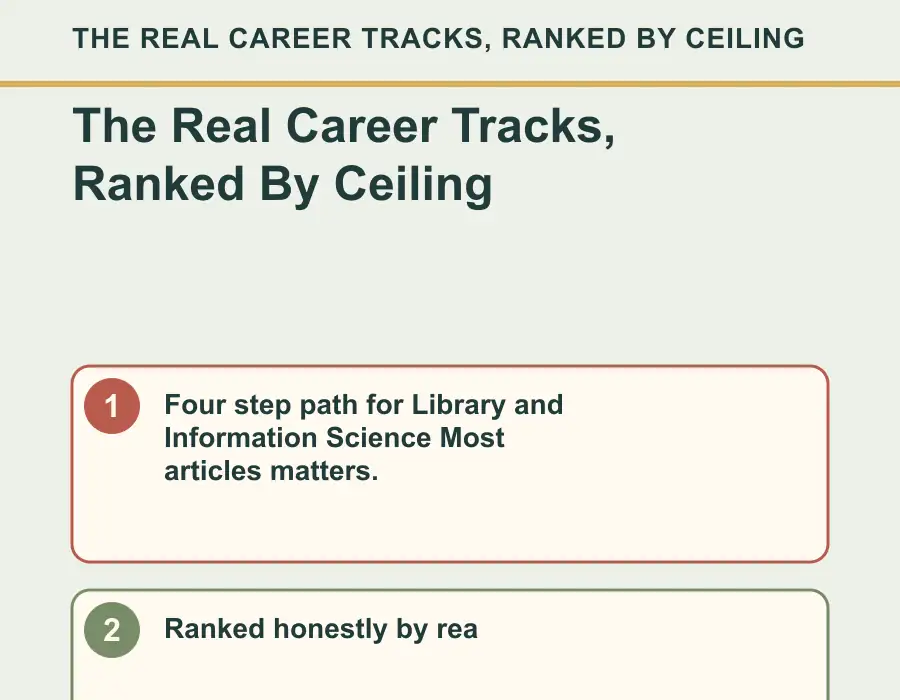 THE REAL CAREER TRACKS, RANKED BY CEILING
The Real Career Tracks,
Ranked By Ceiling
1
Four step path for Library and
Information Science Most
articles matters.
2
Ranked honestly by rea